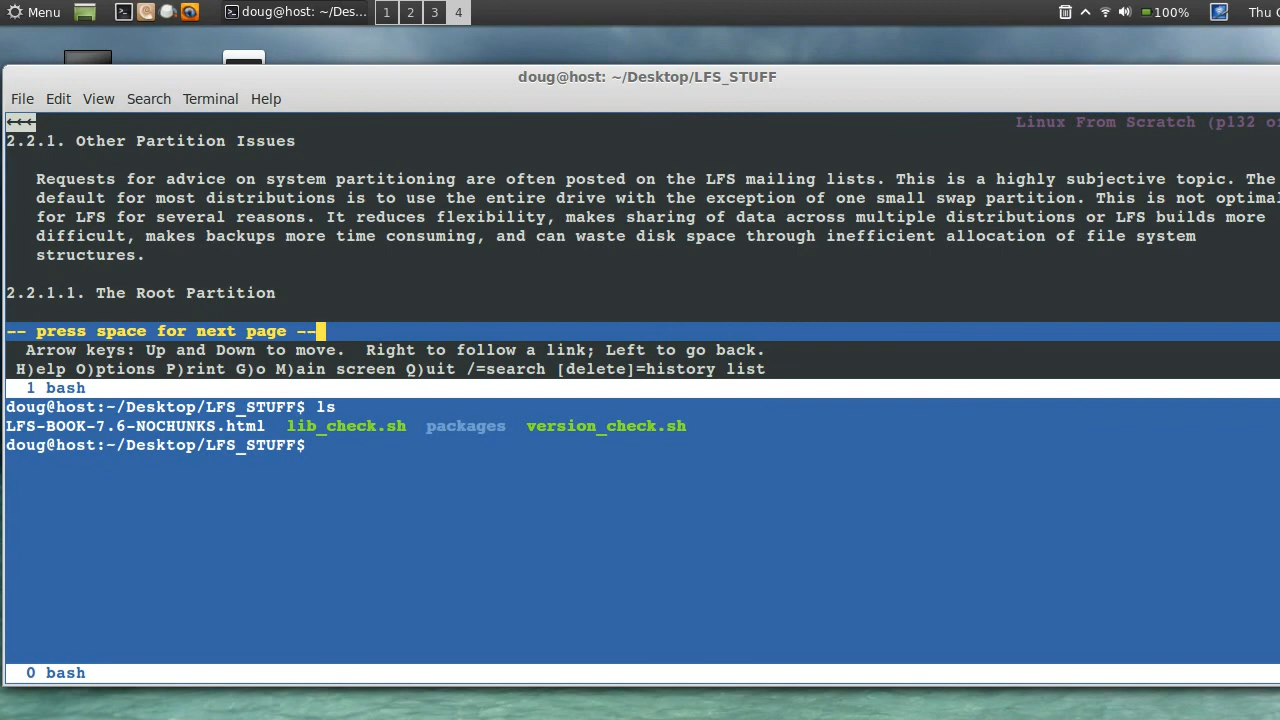 Menu doug@host: ~/Des... 1 2 3 4 100% Thu
doug@host: ~/Desktop/LFS_STUFF
File Edit View Search Terminal Help
<<< Linux From Scratch (p132 o
2.2.1. Other Partition Issues
Requests for advice on system partitioning are often posted on the LFS mailing lists. This is a highly subjective topic. The
default for most distributions is to use the entire drive with the exception of one small swap partition. This is not optima
for LFS for several reasons. It reduces flexibility, makes sharing of data across multiple distributions or LFS builds more
difficult, makes backups more time consuming, and can waste disk space through inefficient allocation of file system
structures.
2.2.1.1. The Root Partition
-- press space for next page --
Arrow keys: Up and Down to move. Right to follow a link; Left to go back.
H)elp O)ptions P)rint G)o M)ain screen Q)uit /=search [delete]=history list
1 bash
doug@host:~/Desktop/LFS_STUFF$ ls
LFS-BOOK-7.6-NOCHUNKS.html lib_check.sh packages version_check.sh
doug@host:~/Desktop/LFS_STUFF$
0 bash